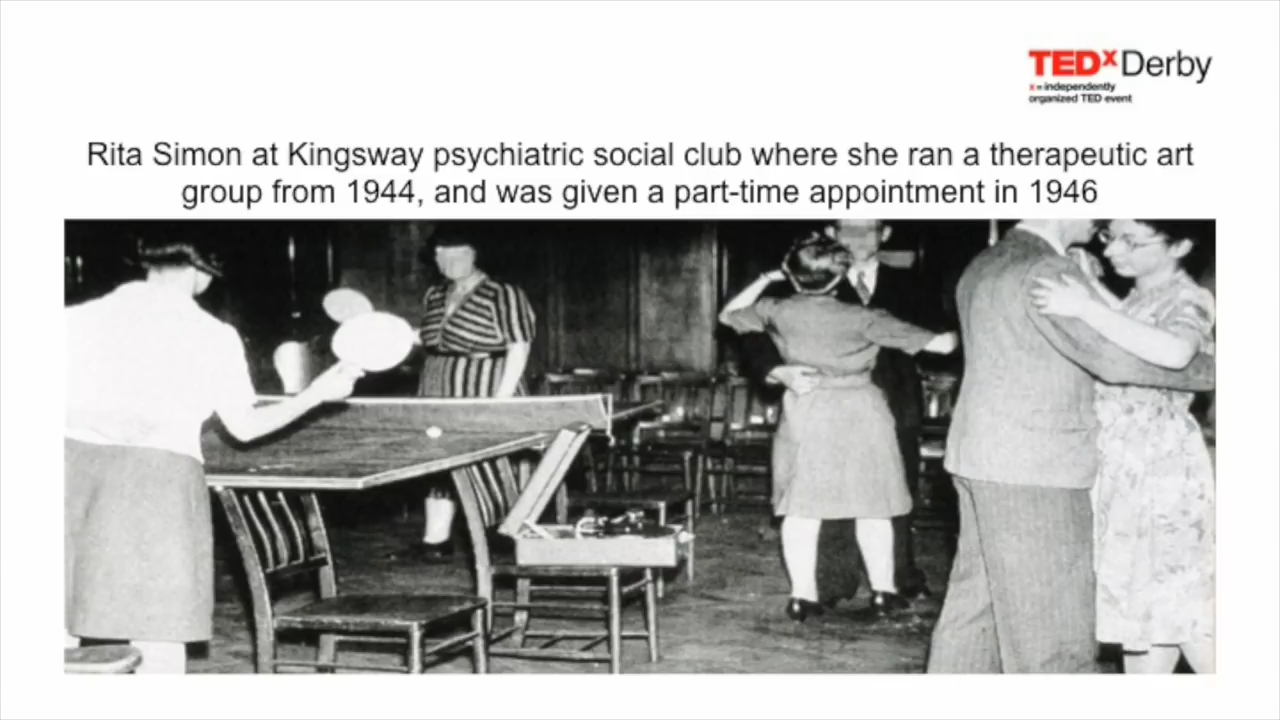 TEDxDerby
x = independently
organized TED event
Rita Simon at Kingsway psychiatric social club where she ran a therapeutic art
group from 1944, and was given a part-time appointment in 1946